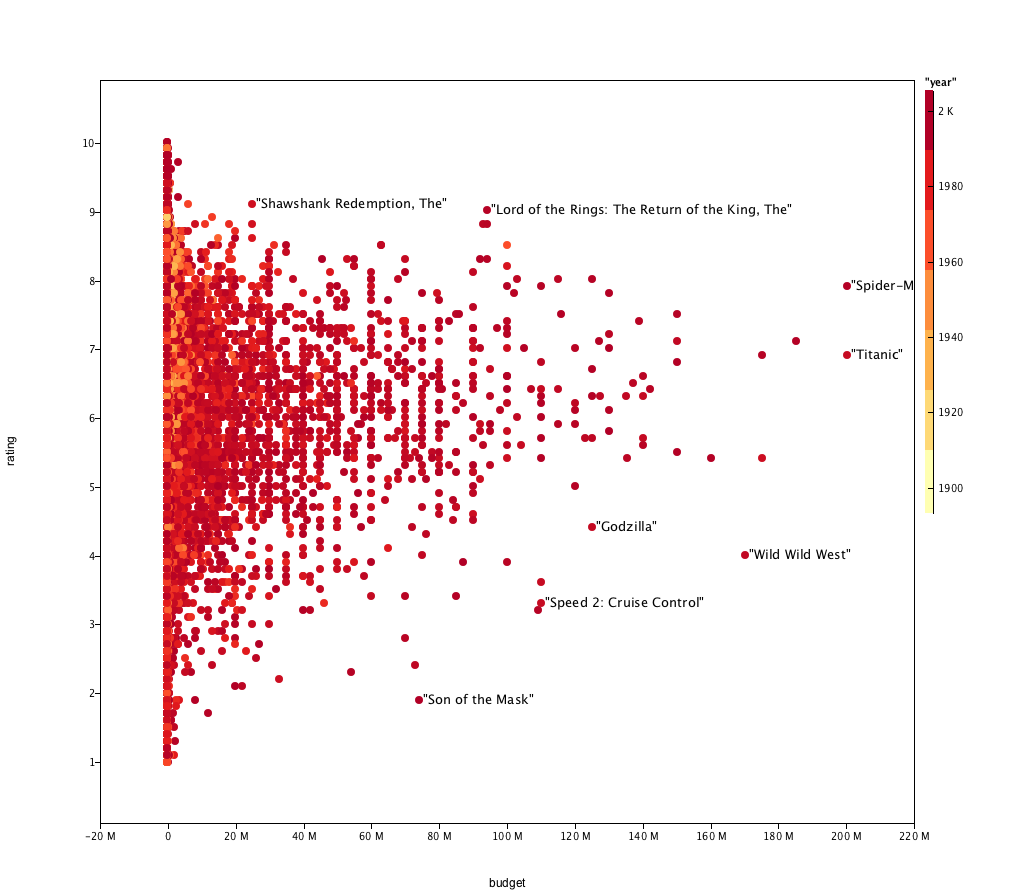 "year"
2 K
1980
1960
1940
1920
1900
10
9
8
7
6
5
4
3
2
1
rating
"Shawshank Redemption, The"
"Lord of the Rings: The Return of the King, The"
"Spider-M
"Titanic"
"Godzilla"
"Wild Wild West"
"Speed 2: Cruise Control"
"Son of the Mask"
−20 M 0 20 M 40 M 60 M 80 M 100 M 120 M 140 M 160 M 180 M 200 M 220 M
budget